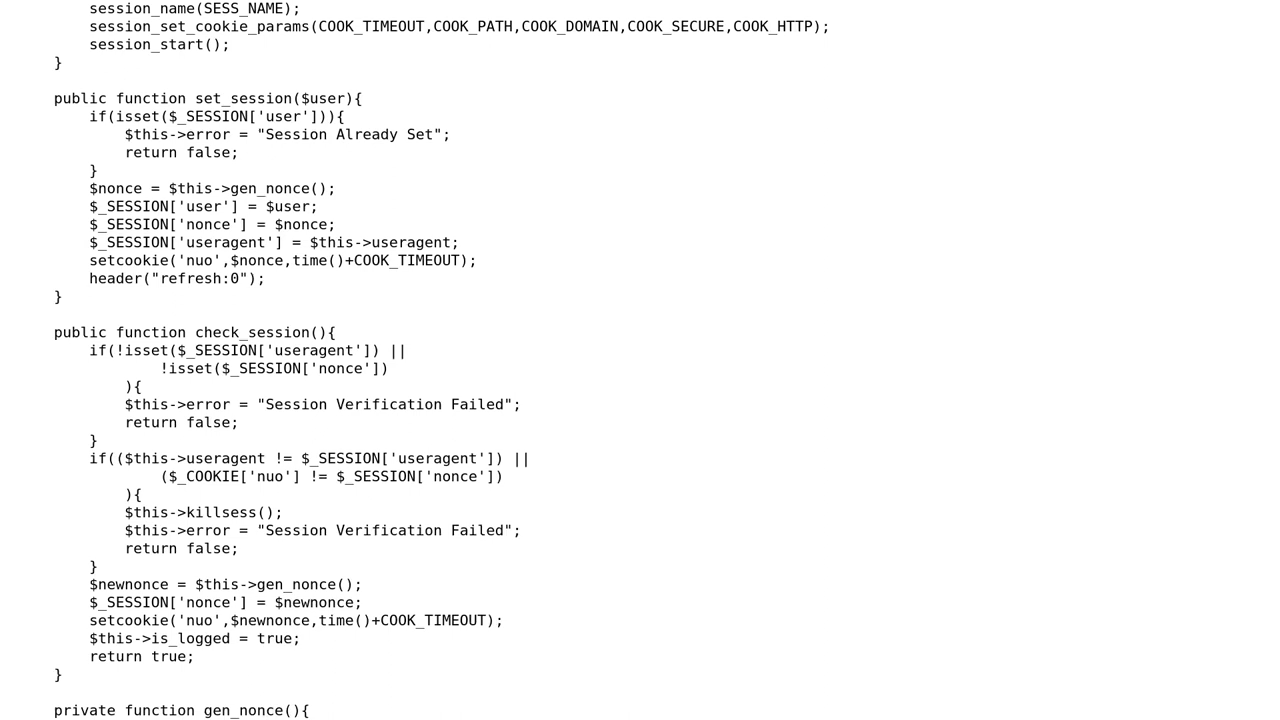 session_name(SESS_NAME);
session_set_cookie_params(COOK_TIMEOUT,COOK_PATH,COOK_DOMAIN,COOK_SECURE,COOK_HTTP);
session_start();
}
public function set_session($user){
if(isset($_SESSION['user'])){
$this->error = "Session Already Set";
return false;
}
$nonce = $this->gen_nonce();
$_SESSION['user'] = $user;
$_SESSION['nonce'] = $nonce;
$_SESSION['useragent'] = $this->useragent;
setcookie('nuo',$nonce,time()+COOK_TIMEOUT);
header("refresh:0");
}
public function check_session(){
if(!isset($_SESSION['useragent']) ||
!isset($_SESSION['nonce'])
){
$this->error = "Session Verification Failed";
return false;
}
if(($this->useragent != $_SESSION['useragent']) ||
($_COOKIE['nuo'] != $_SESSION['nonce'])
){
$this->killsess();
$this->error = "Session Verification Failed";
return false;
}
$newnonce = $this->gen_nonce();
$_SESSION['nonce'] = $newnonce;
setcookie('nuo',$newnonce,time()+COOK_TIMEOUT);
$this->is_logged = true;
return true;
}
private function gen_nonce(){